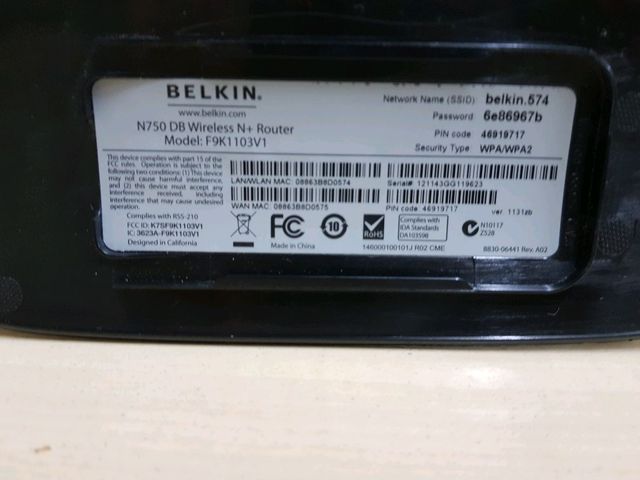 BELKIN.
www.belkin.com
N750 DB Wireless N+ Router
Model: F9K1103V1
Network Name (SSID) belkin.574
Password 6e86967b
PIN code 46919717
Security Type WPA/WPA2
This device complies with part 15 of the
FCC rules. Operation is subject to the
following two conditions: (1) This device
may not cause harmful interference,
and (2) this device must accept any
interference received, including
interference that may cause undesired
operation.
Complies with RSS-210
FCC ID: K7SF9K1103V1
IC: 3623A-F9K1103V1
Designed in California
LAN/WLAN MAC: 08863B8D0574
Serial#: 121143GG119623
WAN MAC: 08863B8D0575
PIN code 46919717
ver 1131zb
FC
Made in China
10
RoHS
Complies with
IDA Standards
DA103598
N10117
Z528
146000100101J R02 CME
8830-06441 Rev. A02